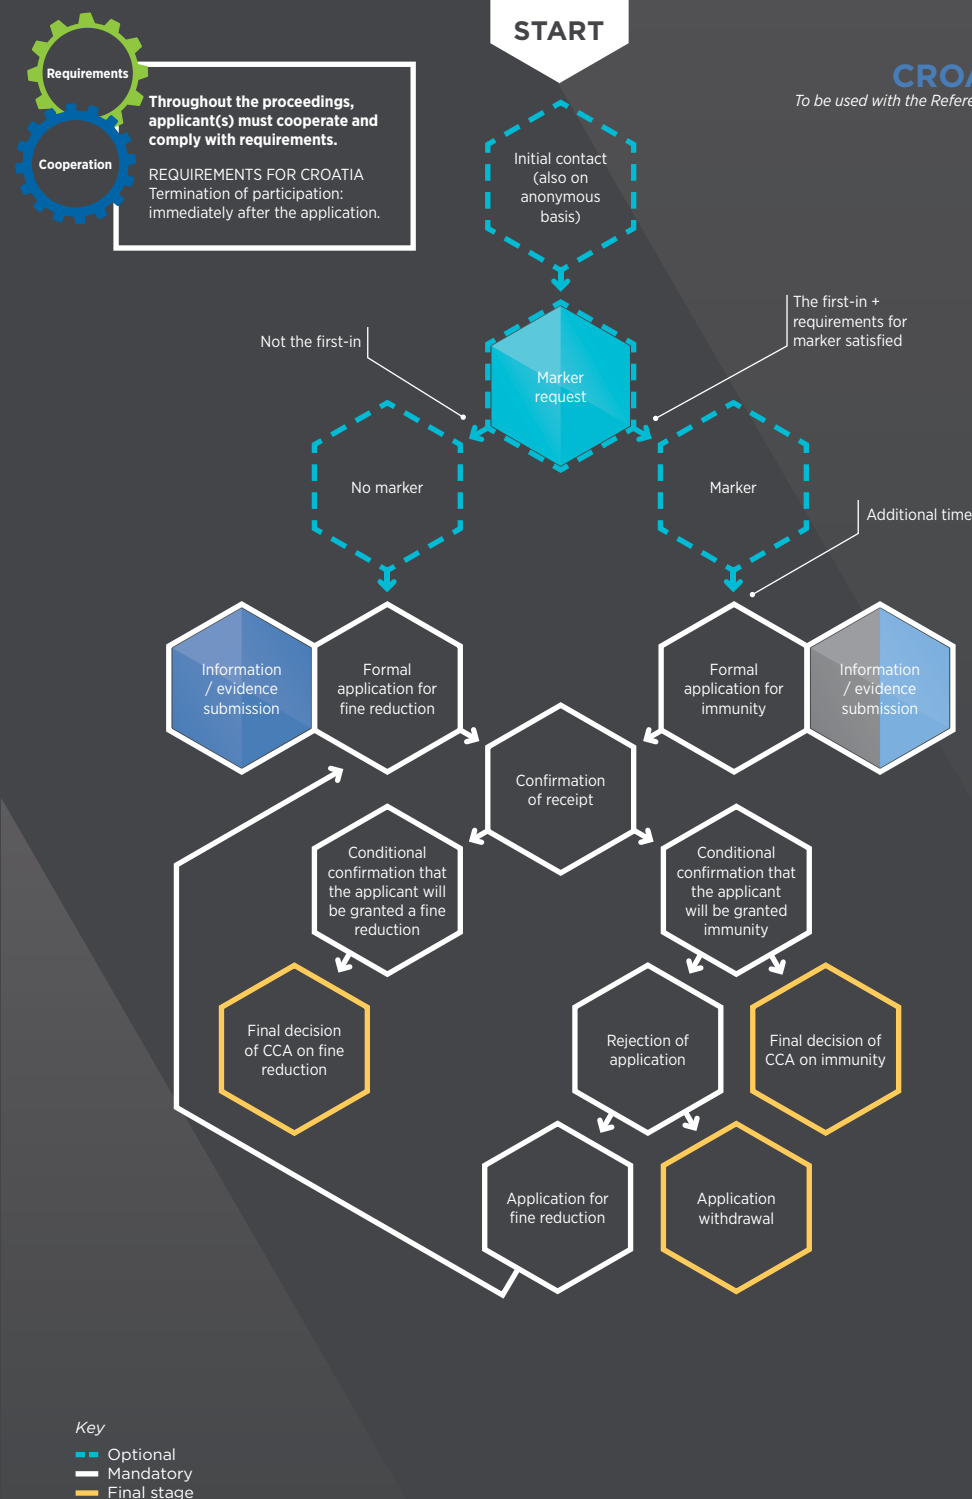 START
Requirements
Cooperation
Throughout the proceedings,
applicant(s) must cooperate and
comply with requirements.
REQUIREMENTS FOR CROATIA
Termination of participation:
immediately after the application.
To be used with the
Initial contact
(also on
anonymous
basis)
Not the first-in
The first-in +
requirements for
marker satisfied
Marker
request
No marker
Marker
Additional time
Information
/ evidence
submission
Formal
application for
fine reduction
Formal
application for
immunity
Information
/ evidence
submission
Confirmation
of receipt
Conditional
confirmation that
the applicant will
be granted a fine
reduction
Conditional
confirmation that
the applicant
will be granted
immunity
Final decision
of CCA on fine
reduction
Rejection of
application
Final decision of
CCA on immunity
Application for
fine reduction
Application
withdrawal
Key
Optional
Mandatory
Final stage